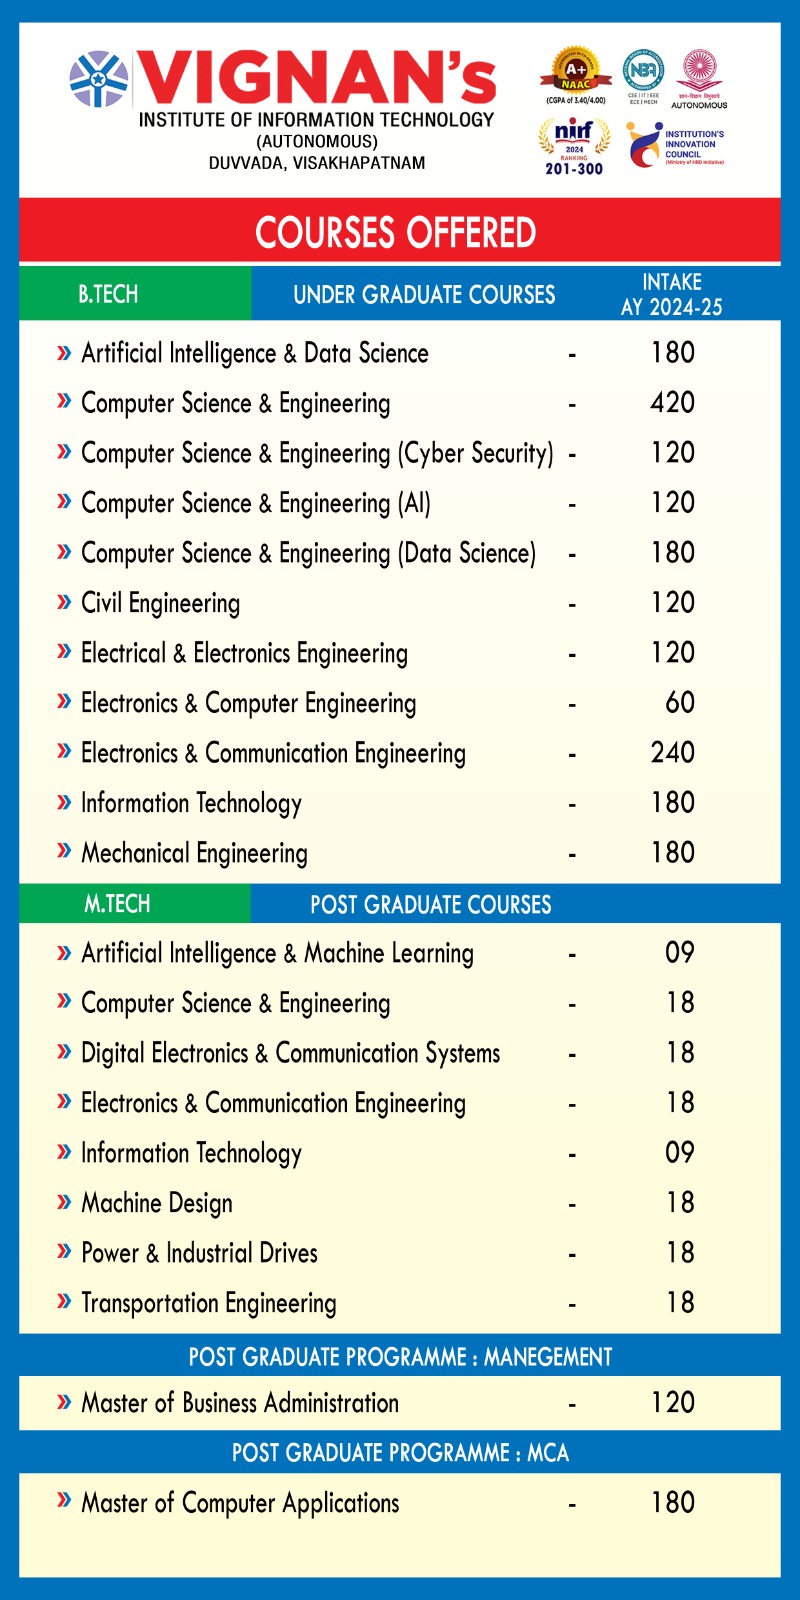 VIGNAN's
INSTITUTE OF INFORMATION TECHNOLOGY
(AUTONOMOUS)
DUVVADA, VISAKHAPATNAM
A+
NAAC
(CGPA of 3.40/4.00)
NBA
CSE | IT | EEE
ECE | MECH
AUTONOMOUS
nirf
2024
RANKING
201-300
INSTITUTION'S
INNOVATION
COUNCIL
(Ministry of HRD Initiative)
COURSES OFFERED
B.TECH UNDER GRADUATE COURSES INTAKE
AY 2024-25
Artificial Intelligence & Data Science - 180
Computer Science & Engineering - 420
Computer Science & Engineering (Cyber Security) - 120
Computer Science & Engineering (AI) - 120
Computer Science & Engineering (Data Science) - 180
Civil Engineering - 120
Electrical & Electronics Engineering - 120
Electronics & Computer Engineering - 60
Electronics & Communication Engineering - 240
Information Technology - 180
Mechanical Engineering - 180
M.TECH POST GRADUATE COURSES
Artificial Intelligence & Machine Learning - 09
Computer Science & Engineering - 18
Digital Electronics & Communication Systems - 18
Electronics & Communication Engineering - 18
Information Technology - 09
Machine Design - 18
Power & Industrial Drives - 18
Transportation Engineering - 18
POST GRADUATE PROGRAMME : MANEGEMENT
Master of Business Administration - 120
POST GRADUATE PROGRAMME : MCA
Master of Computer Applications - 180